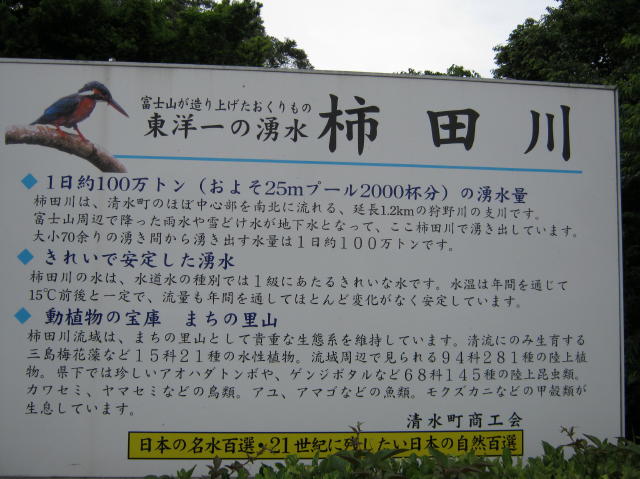 富士山が造り上げたおくりもの
東洋一の湧水 柿田川
◆ 1日約100万トン（およそ25mプール2000杯分）の湧水量
柿田川は、清水町のほぼ中心部を南北に流れる、延長1.2kmの狩野川の支川です。
富士山周辺で降った雨水や雪どけ水が地下水となって、ここ柿田川で湧き出しています。
大小70余りの湧き間から湧き出す水量は１日約１００万トンです。
◆ きれいで安定した湧水
柿田川の水は、水道水の種別では１級にあたるきれいな水です。水温は年間を通じて
15℃前後と一定で、流量も年間を通してほとんど変化がなく安定しています。
◆ 動植物の宝庫　まちの里山
柿田川流域は、まちの里山として貴重な生態系を維持しています。清流にのみ生育する
三島梅花藻など１５科２１種の水性植物。流域周辺で見られる９４科２８１種の陸上植
物。県下では珍しいアオハダトンボや、ゲンジボタルなど６８科１４５種の陸上昆虫類。
カワセミ、ヤマセミなどの鳥類。アユ、アマゴなどの魚類。モクズカニなどの甲殻類が
生息しています。
清水町商工会
日本の名水百選・21世紀に残したい日本の自然百選